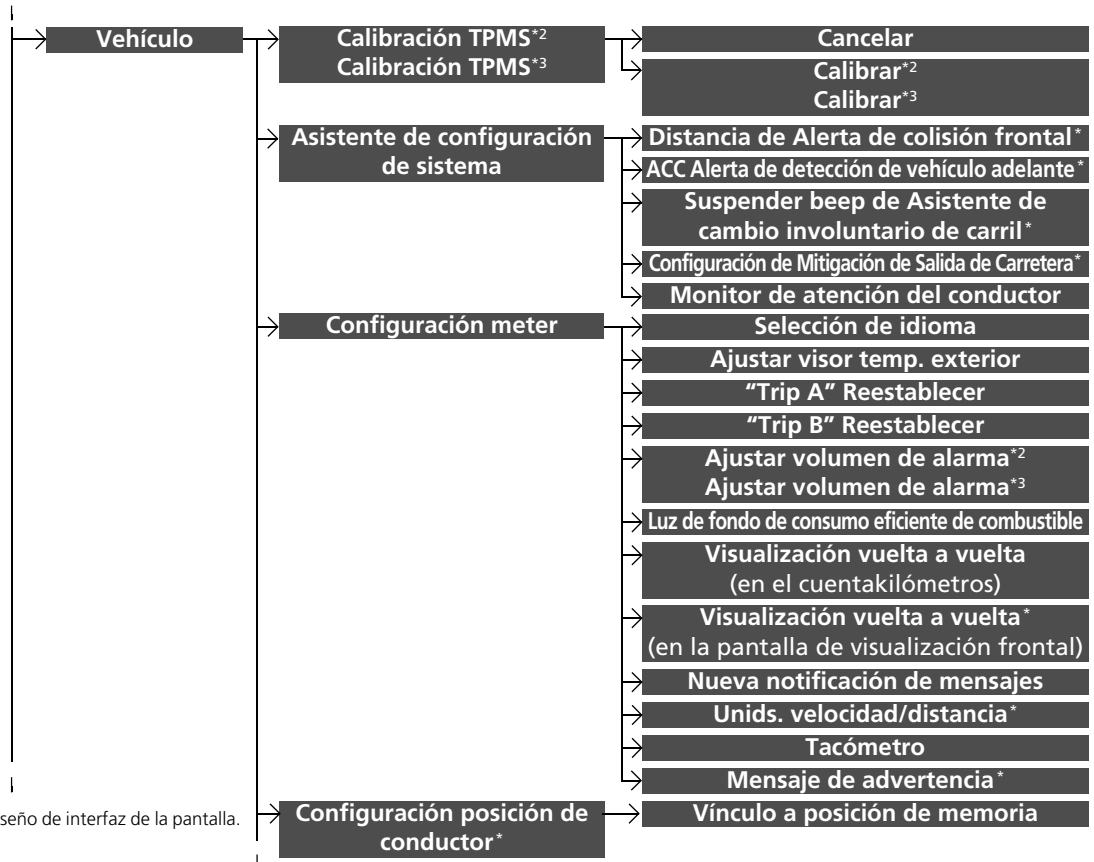 Vehículo
Calibración TPMS*2
Calibración TPMS*3
Cancelar
Calibrar*2
Calibrar*3
Asistente de configuración
de sistema
Distancia de Alerta de colisión frontal*
ACC Alerta de detección de vehículo adelante*
Suspender beep de Asistente de
cambio involuntario de carril*
Configuración de Mitigación de Salida de Carretera*
Monitor de atención del conductor
Configuración meter
Selección de idioma
Ajustar visor temp. exterior
“Trip A” Reestablecer
“Trip B” Reestablecer
Ajustar volumen de alarma*2
Ajustar volumen de alarma*3
Luz de fondo de consumo eficiente de combustible
Visualización vuelta a vuelta
(en el cuentakilómetros)
Visualización vuelta a vuelta*
(en la pantalla de visualización frontal)
Nueva notificación de mensajes
Unids. velocidad/distancia*
Tacómetro
Mensaje de advertencia*
seño de interfaz de la pantalla.
Configuración posición de
conductor*
Vínculo a posición de memoria